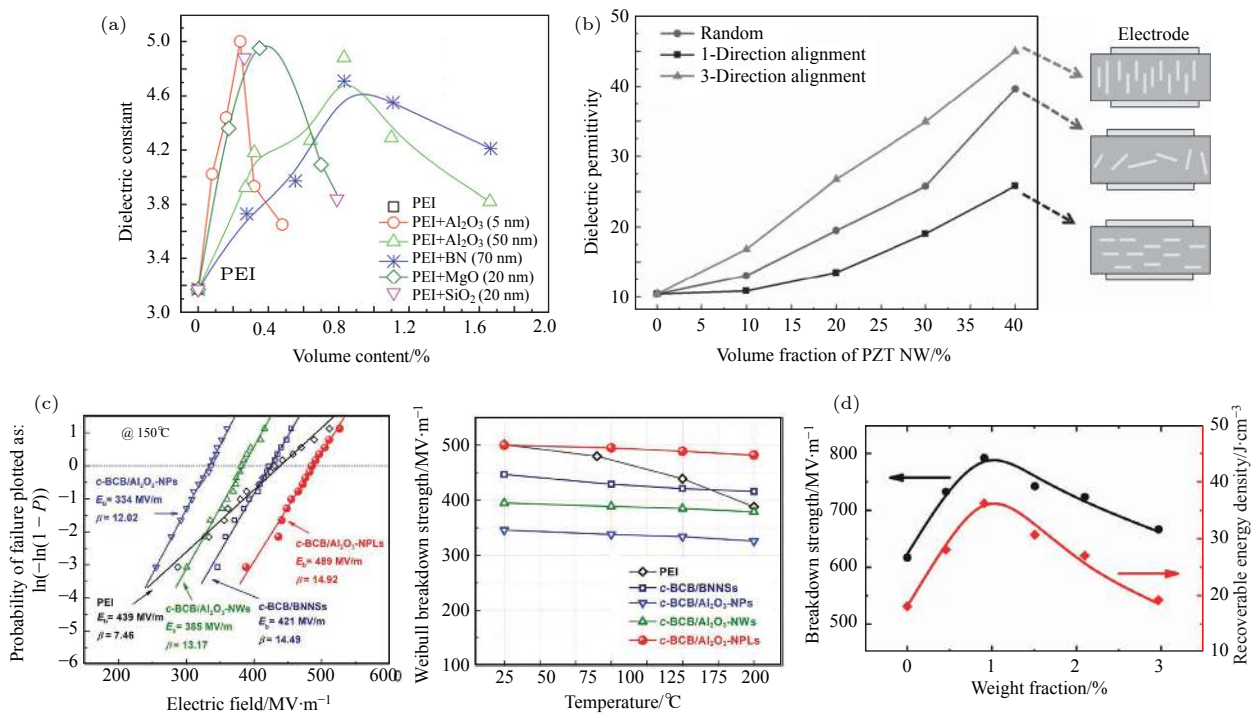 (a)
5.0
4.6
4.2
3.8
3.4
3.0
Dielectric constant
PEI
PEI
PEI+Al₂O₃ (5 nm)
PEI+Al₂O₃ (50 nm)
PEI+BN (70 nm)
PEI+MgO (20 nm)
PEI+SiO₂ (20 nm)
0 0.4 0.8 1.2 1.6 2.0
Volume content/%
(b)
50
45
40
35
30
25
20
15
10
Dielectric permittivity
Random
1-Direction alignment
3-Direction alignment
Electrode
0 5 10 15 20 25 30 35 40
Volume fraction of PZT NW/%
(c)
Probability of failure plotted as:
ln(−ln(1 − P))
1
0
−1
−2
−3
−4
−5
−6
@ 150℃
c-BCB/Al₂O₃-NPs
E_b = 334 MV/m
β = 12.02
c-BCB/Al₂O₃-NPLs
E_b = 489 MV/m
β = 14.92
PEI
E_b = 439 MV/m
β = 7.46
c-BCB/Al₂O₃-NWs
E_b = 385 MV/m
β = 13.17
c-BCB/BNNSs
E_b = 421 MV/m
β = 14.49
200 300 400 500 600
Electric field/MV·m⁻¹
Weibull breakdown strength/MV·m⁻¹
500
400
300
200
100
0
PEI
c-BCB/BNNSs
c-BCB/Al₂O₃-NPs
c-BCB/Al₂O₃-NWs
c-BCB/Al₂O₃-NPLs
25 50 75 100 125 150 175 200
Temperature/℃
(d)
Breakdown strength/MV·m⁻¹
800
700
600
500
50
40
30
20
10
Recoverable energy density/J·cm⁻³
0 1 2 3
Weight fraction/%